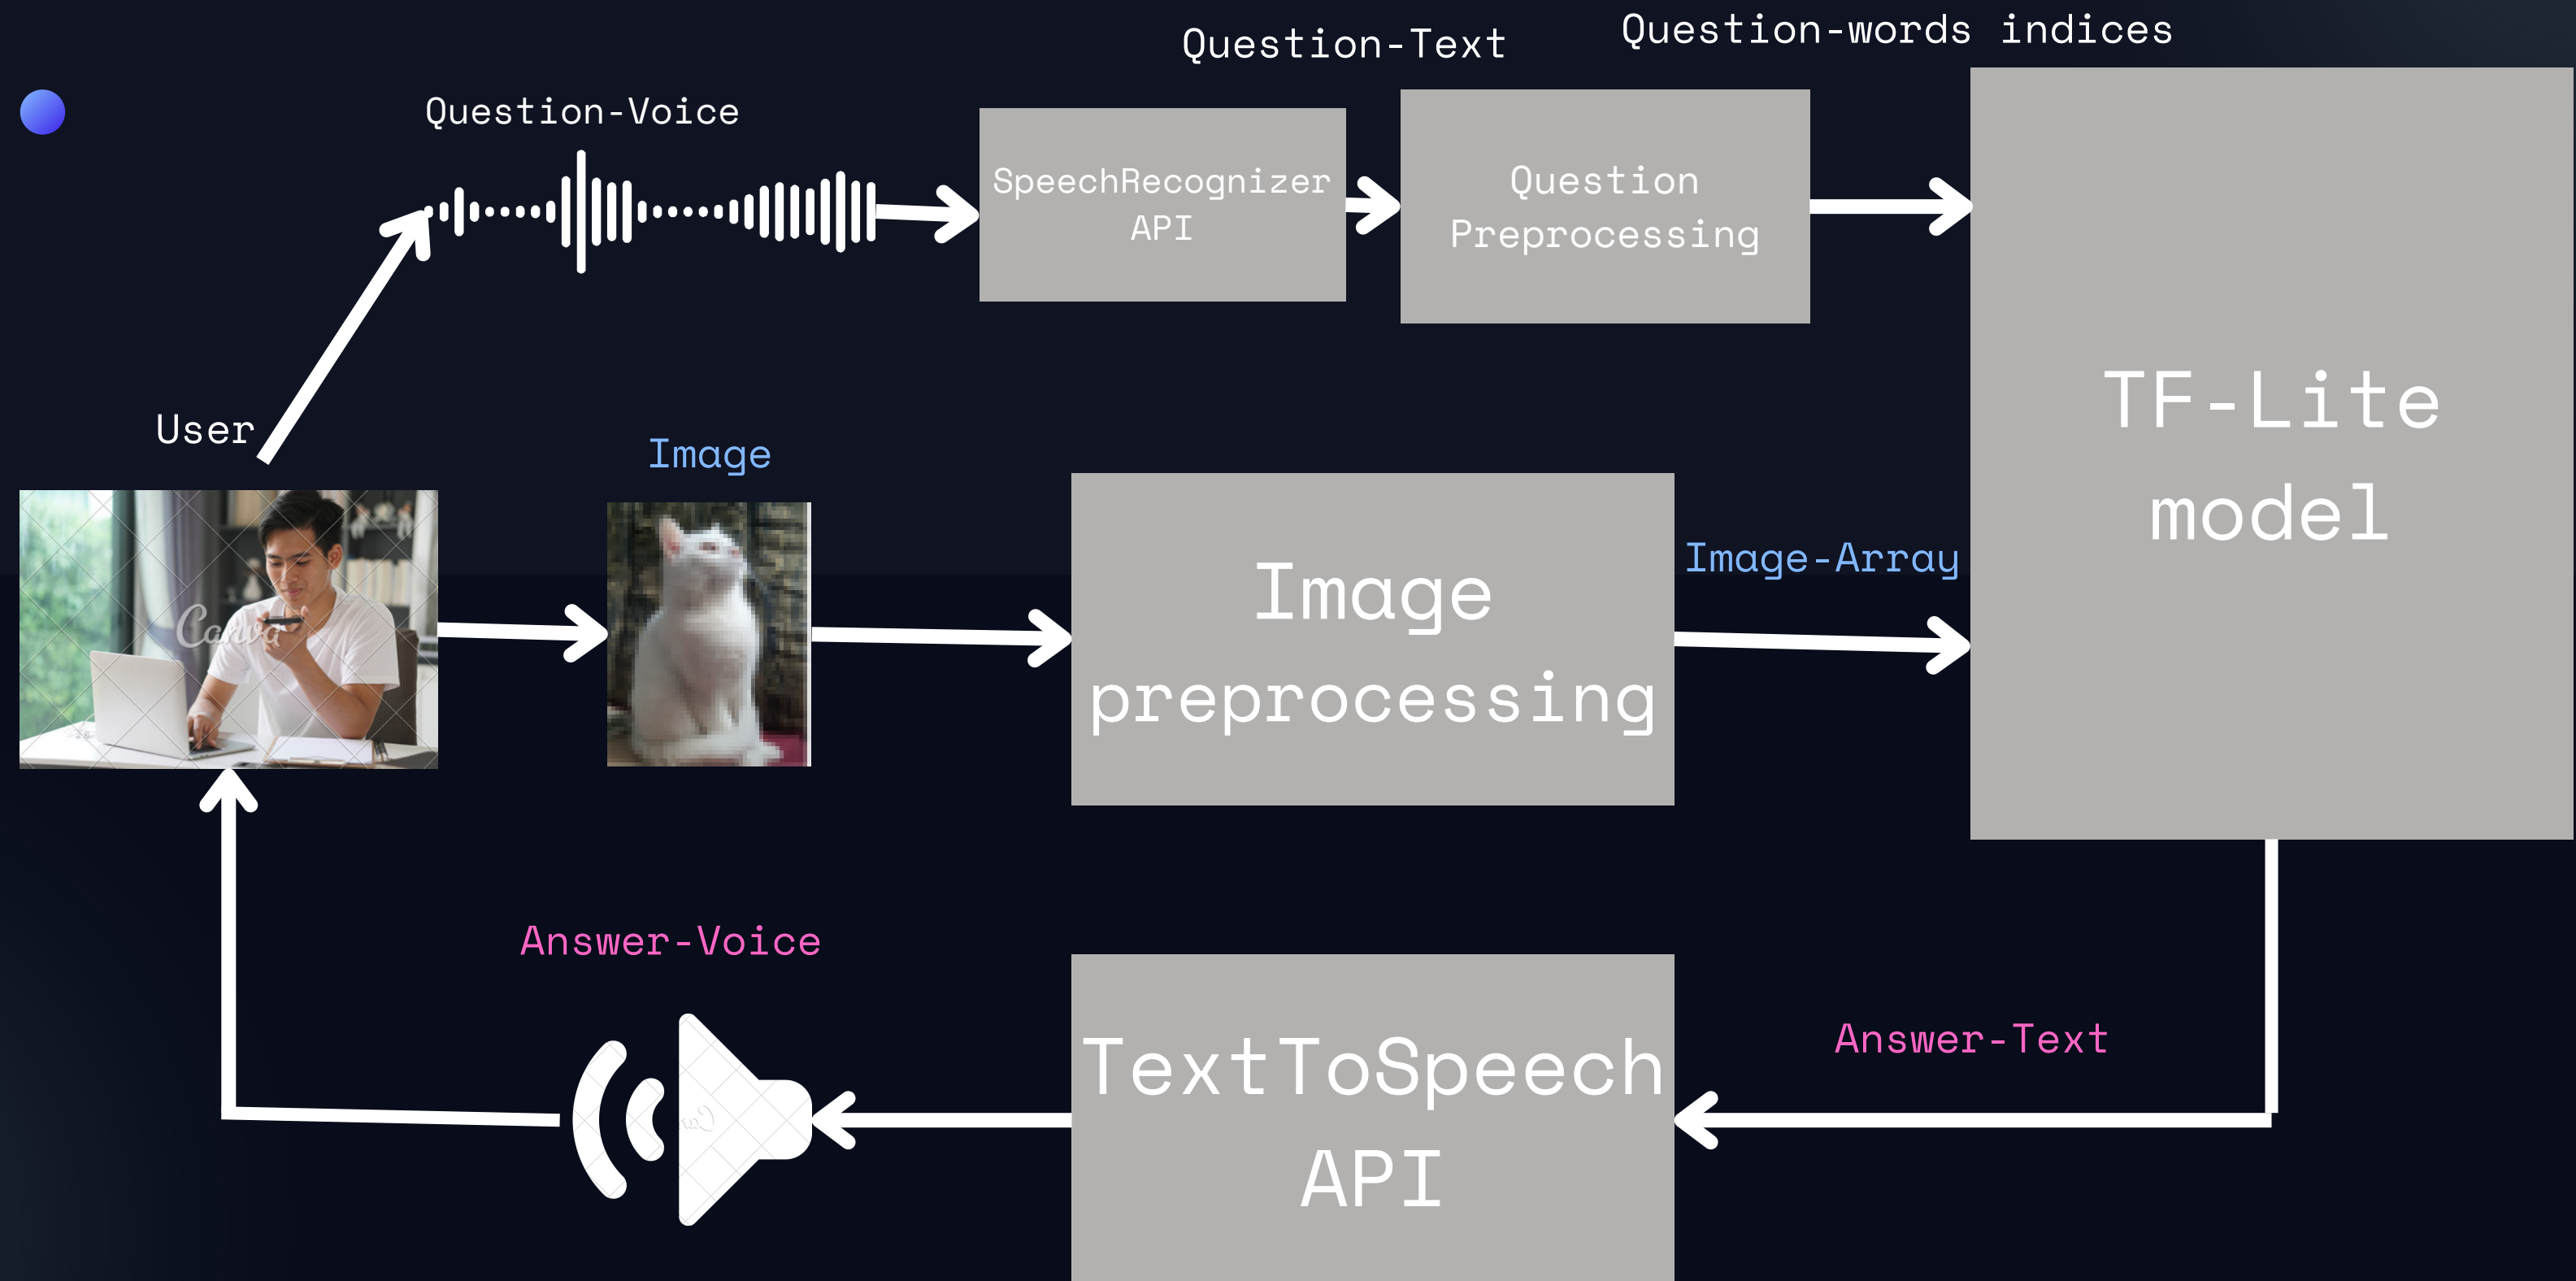 Question-Text
Question-words indices
Question-Voice
SpeechRecognizer
API
Question
Preprocessing
TF-Lite
model
User
Image
Canva
Image
preprocessing
Image-Array
Answer-Voice
TextToSpeech
API
Answer-Text